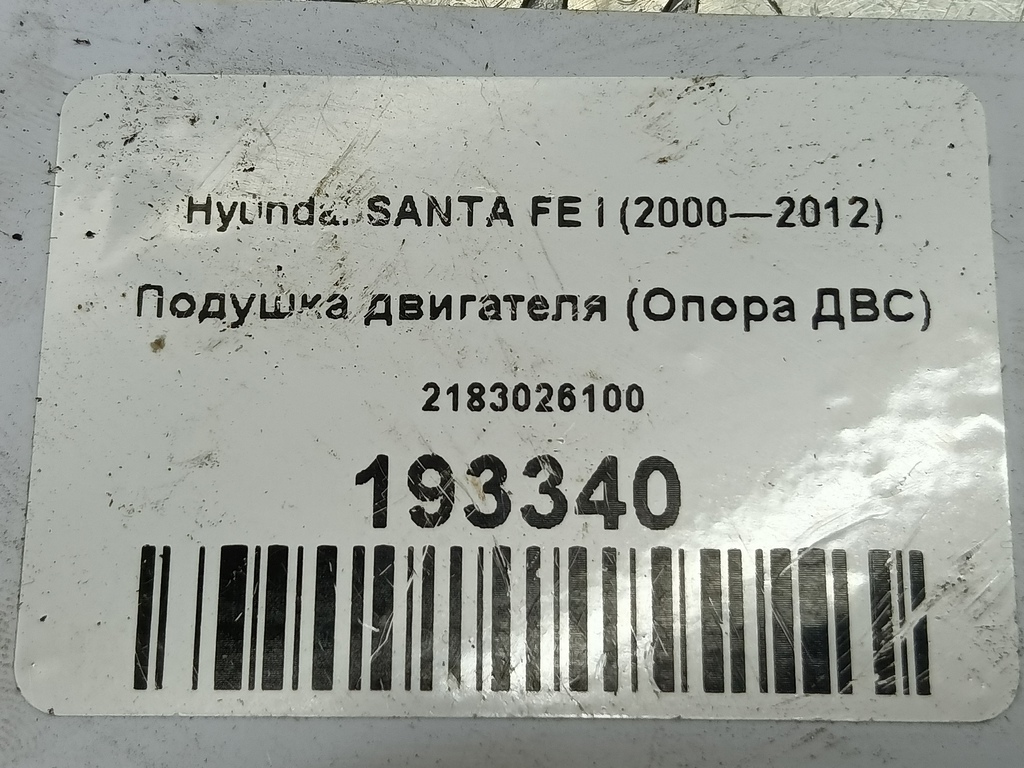 Hyundai SANTA FE I (2000—2012)
Подушка двигателя (Опора ДВС)
2183026100
193340